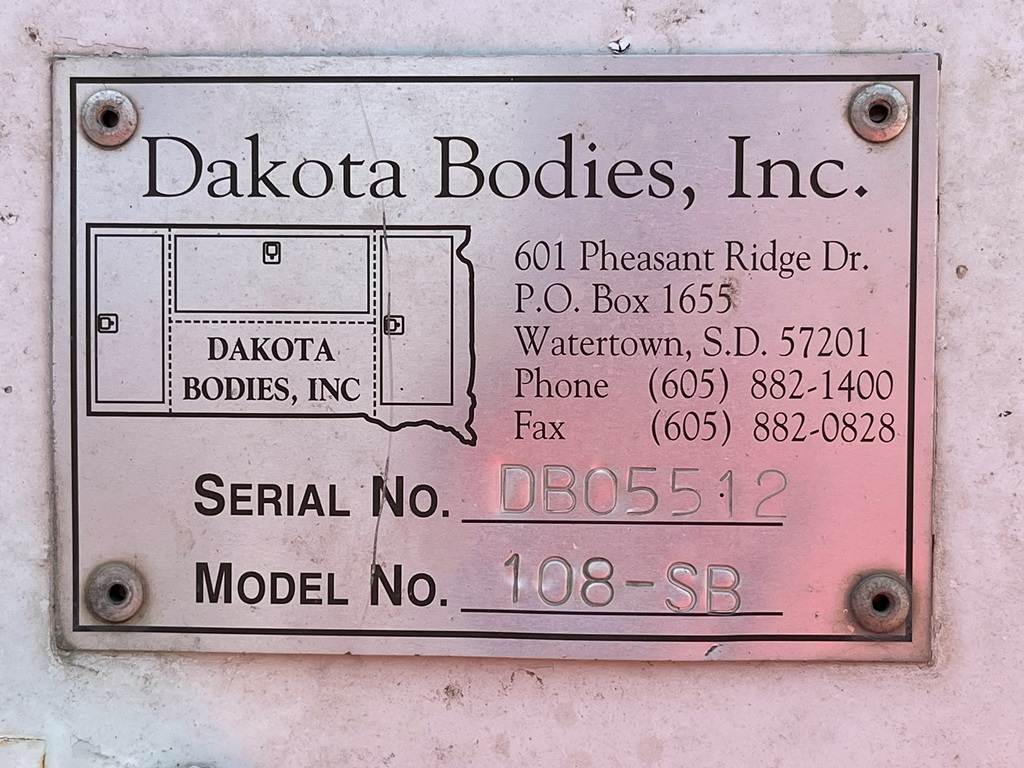 Dakota Bodies, Inc.
DAKOTA
BODIES, INC
601 Pheasant Ridge Dr.
P.O. Box 1655
Watertown, S.D. 57201
Phone (605) 882-1400
Fax (605) 882-0828
SERIAL NO. DB05512
MODEL NO. 108-SB